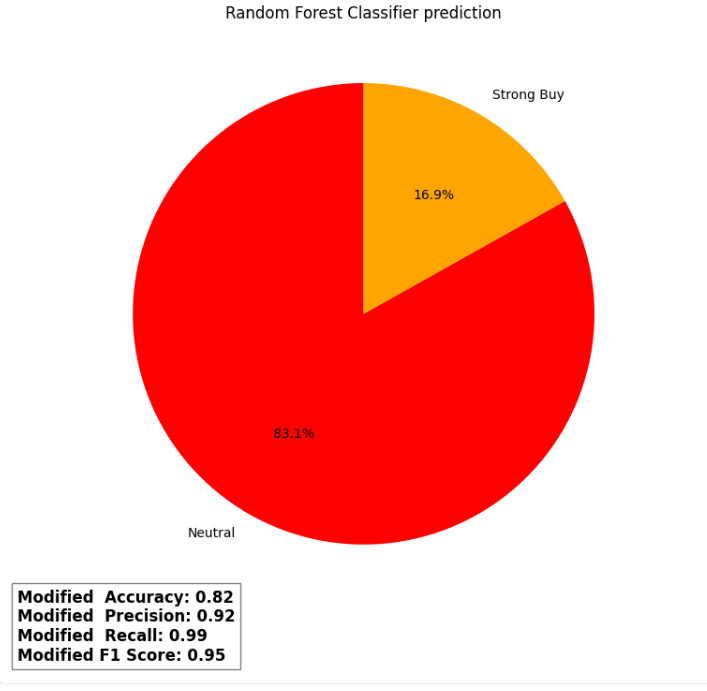 Random Forest Classifier prediction
Strong Buy
16.9%
83.1%
Neutral
Modified  Accuracy: 0.82
Modified  Precision: 0.92
Modified  Recall: 0.99
Modified F1 Score: 0.95